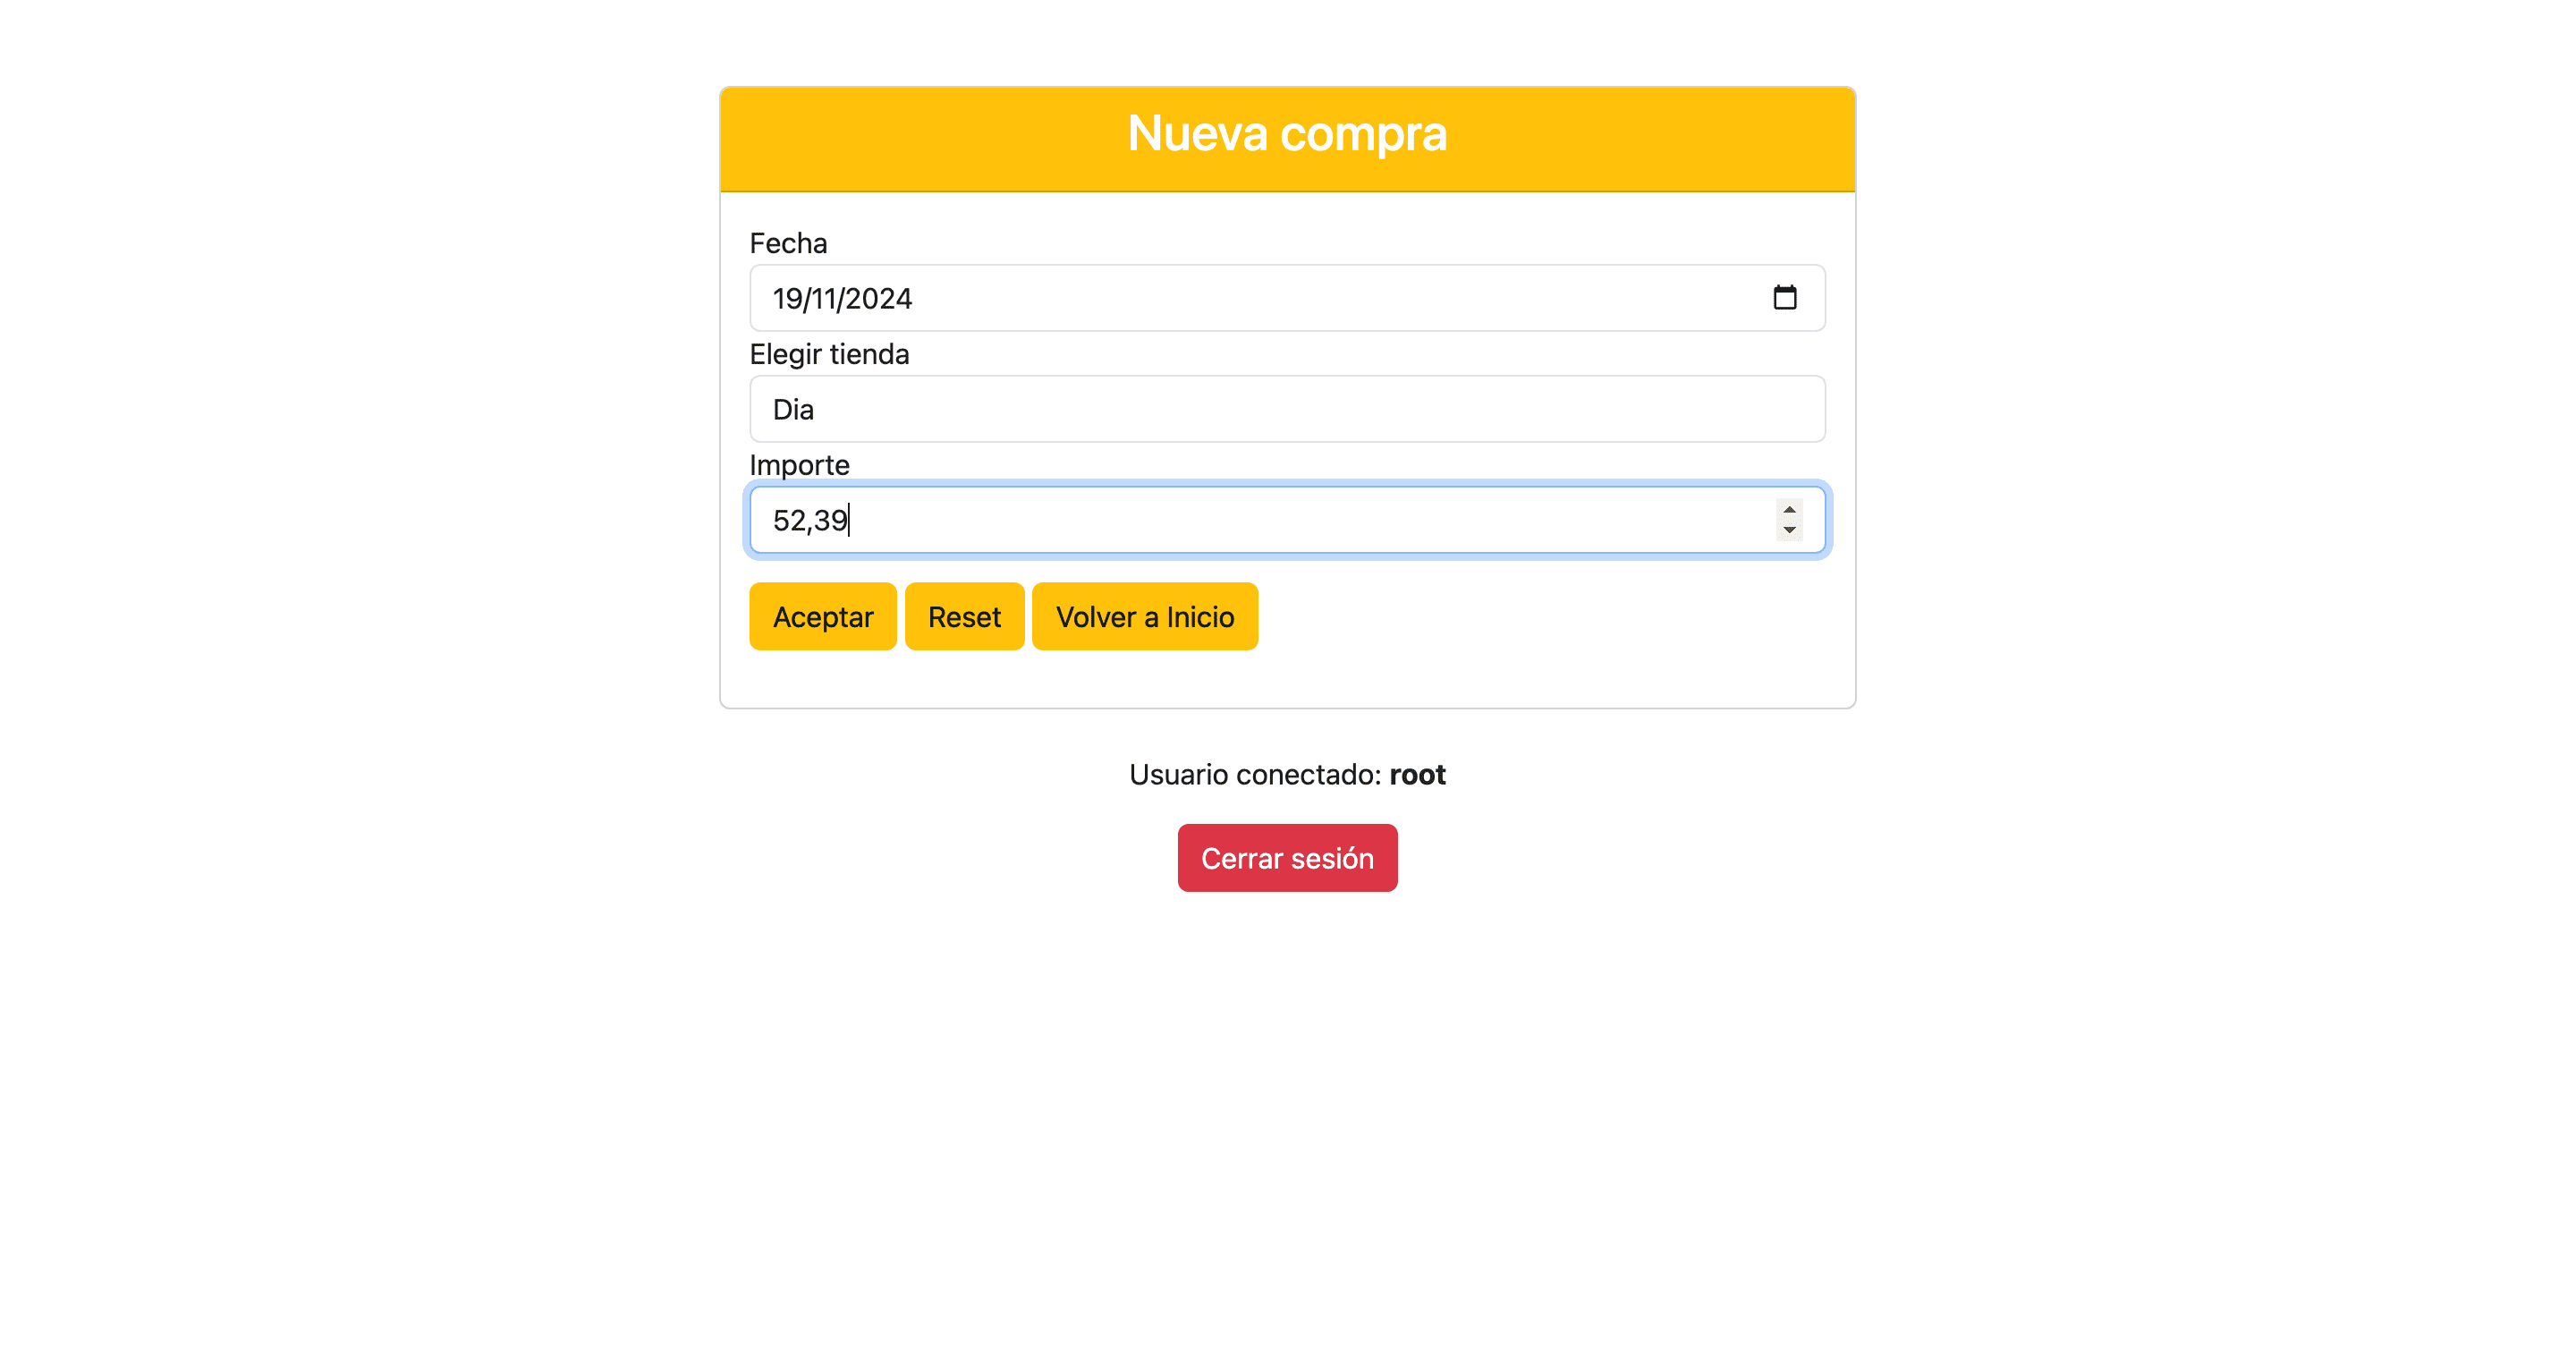 Nueva compra
Fecha
19/11/2024
Elegir tienda
Dia
Importe
52,39
Aceptar Reset Volver a Inicio
Usuario conectado: root
Cerrar sesión